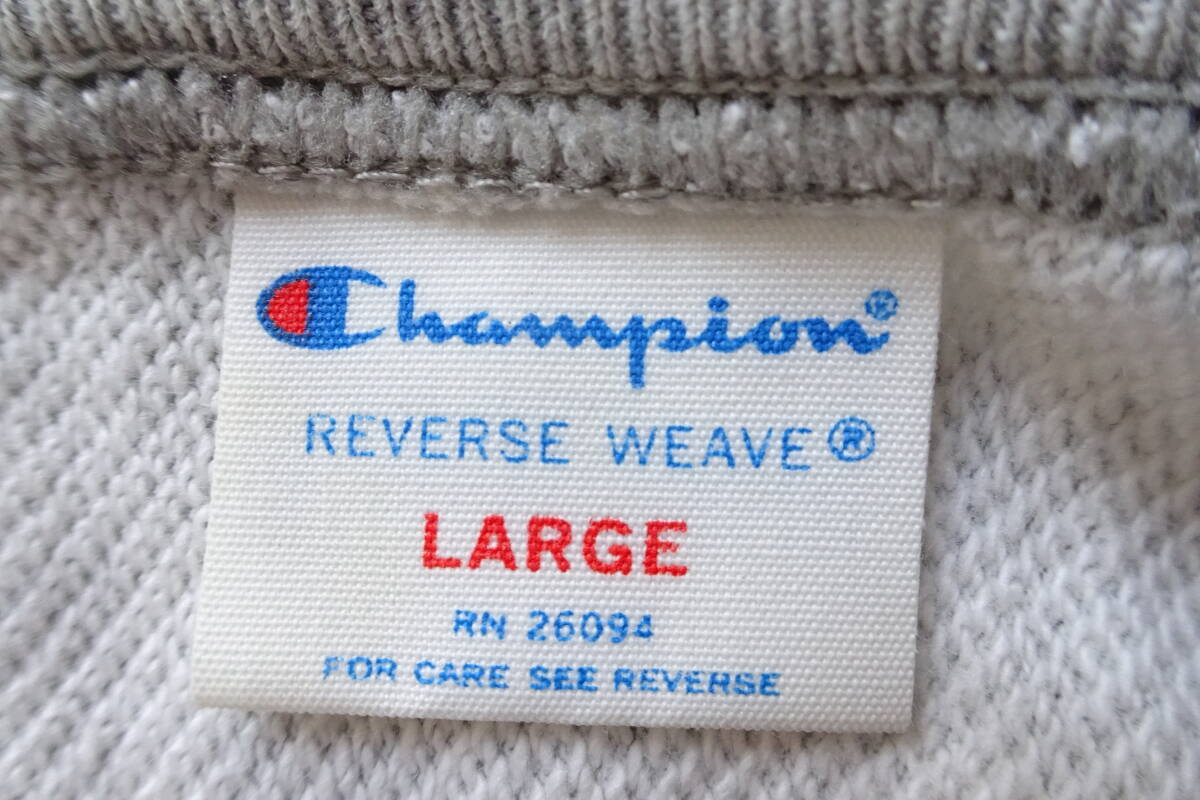 Champion®
REVERSE WEAVE®
LARGE
RN 26094
FOR CARE SEE REVERSE